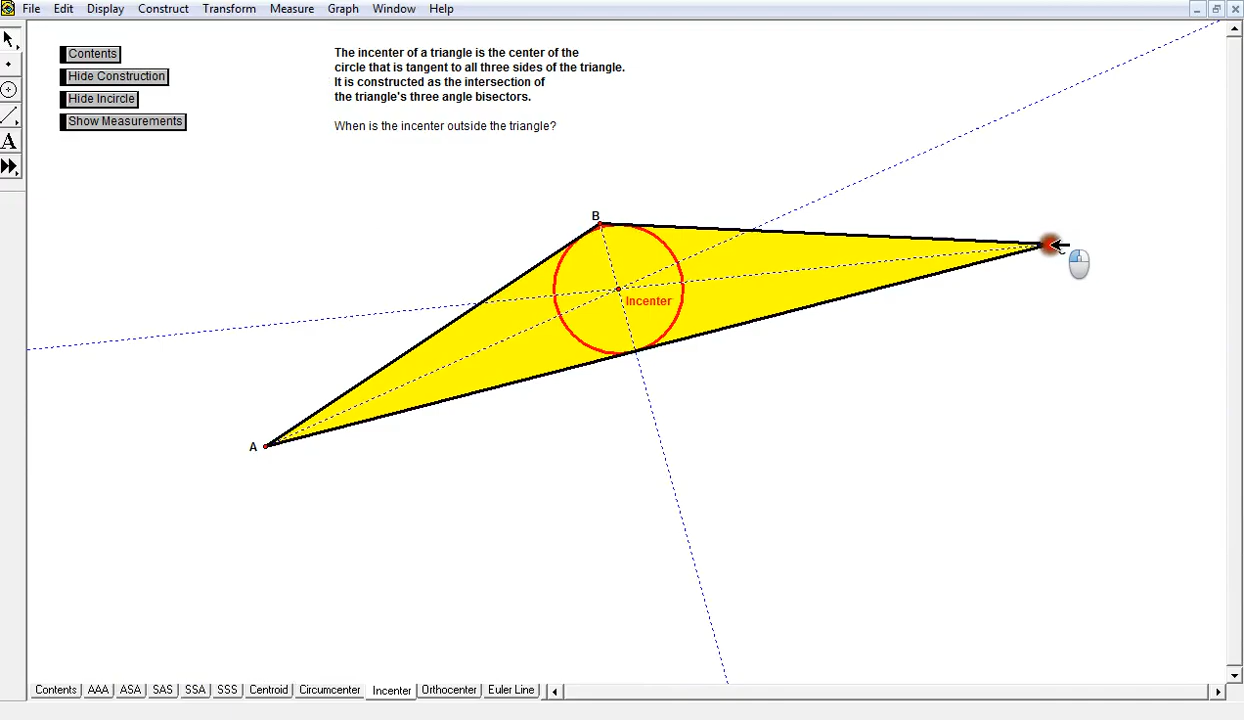 File Edit Display Construct Transform Measure Graph Window Help
Contents
Hide Construction
Hide Incircle
Show Measurements
The incenter of a triangle is the center of the
circle that is tangent to all three sides of the triangle.
It is constructed as the intersection of
the triangle's three angle bisectors.
When is the incenter outside the triangle?
A
B
Incenter
A
Contents AAA ASA SAS SSA SSS Centroid Circumcenter Incenter Orthocenter Euler Line